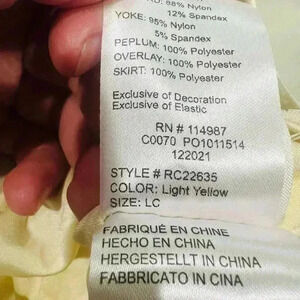 88% Nylon
12% Spandex
YOKE: 95% Nylon
5% Spandex
PEPLUM: 100% Polyester
OVERLAY: 100% Polyester
SKIRT: 100% Polyester
Exclusive of Decoration
Exclusive of Elastic
RN # 114987
C0070 PO1011514
122021
STYLE # RC22635
COLOR: Light Yellow
SIZE: LC
FABRIQUÉ EN CHINE
HECHO EN CHINA
HERGESTELLT IN CHINA
FABBRICATO IN CINA